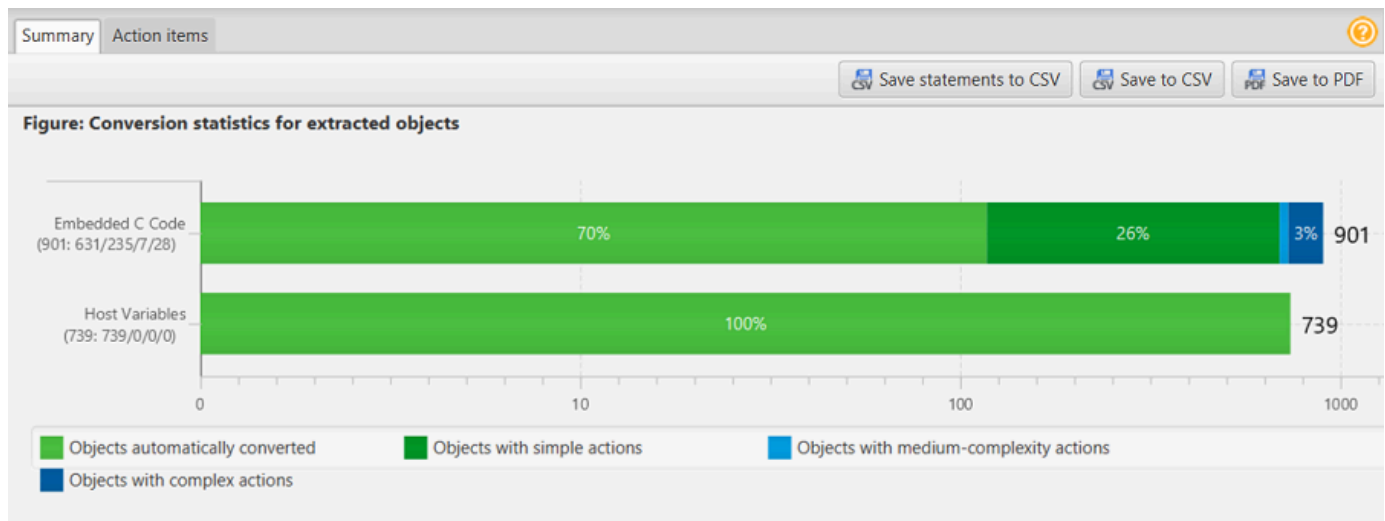 Summary
Action items
CSV Save statements to CSV
CSV Save to CSV
PDF Save to PDF
Figure: Conversion statistics for extracted objects
Embedded C Code
(901: 631/235/7/28)
70%
26%
3%
901
Host Variables
(739: 739/0/0/0)
100%
739
0
10
100
1000
Objects automatically converted
Objects with simple actions
Objects with medium-complexity actions
Objects with complex actions